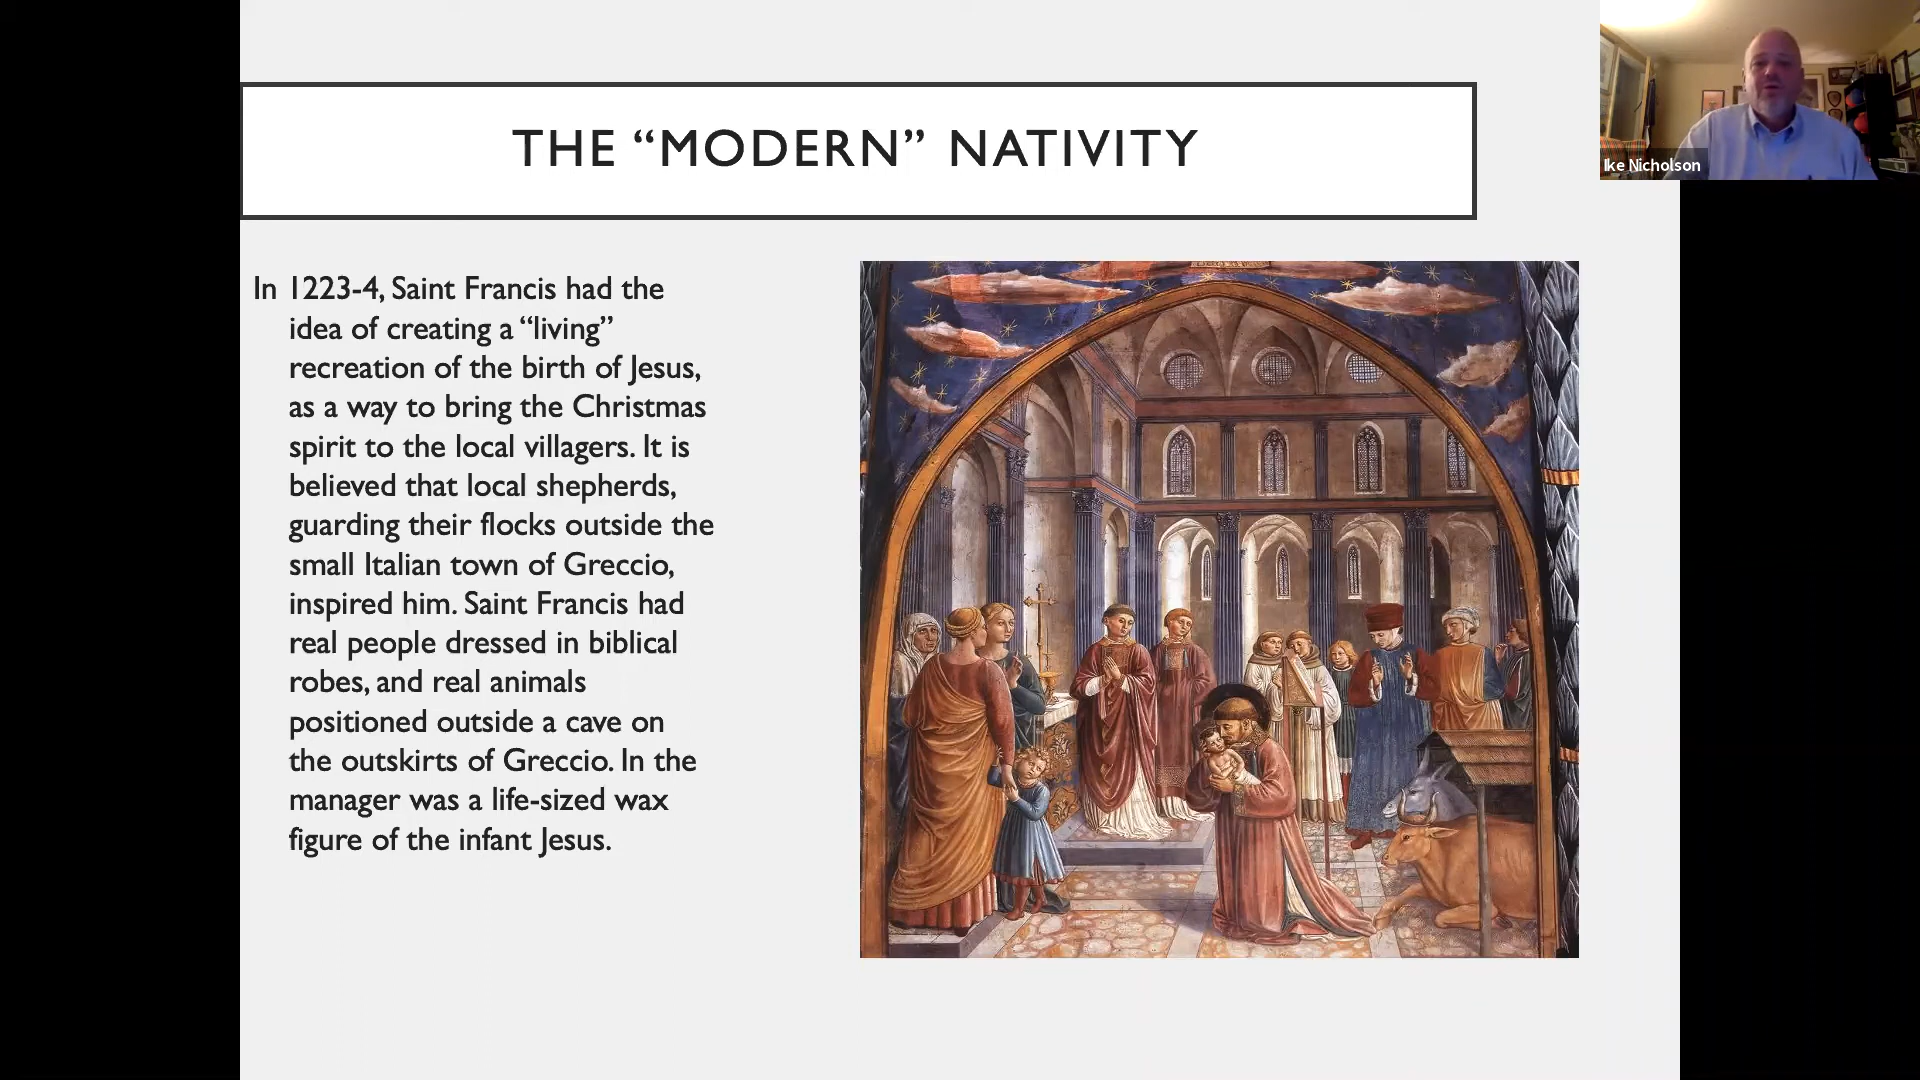 THE “MODERN” NATIVITY
Ike Nicholson
In 1223-4, Saint Francis had the
idea of creating a “living”
recreation of the birth of Jesus,
as a way to bring the Christmas
spirit to the local villagers. It is
believed that local shepherds,
guarding their flocks outside the
small Italian town of Greccio,
inspired him. Saint Francis had
real people dressed in biblical
robes, and real animals
positioned outside a cave on
the outskirts of Greccio. In the
manager was a life-sized wax
figure of the infant Jesus.